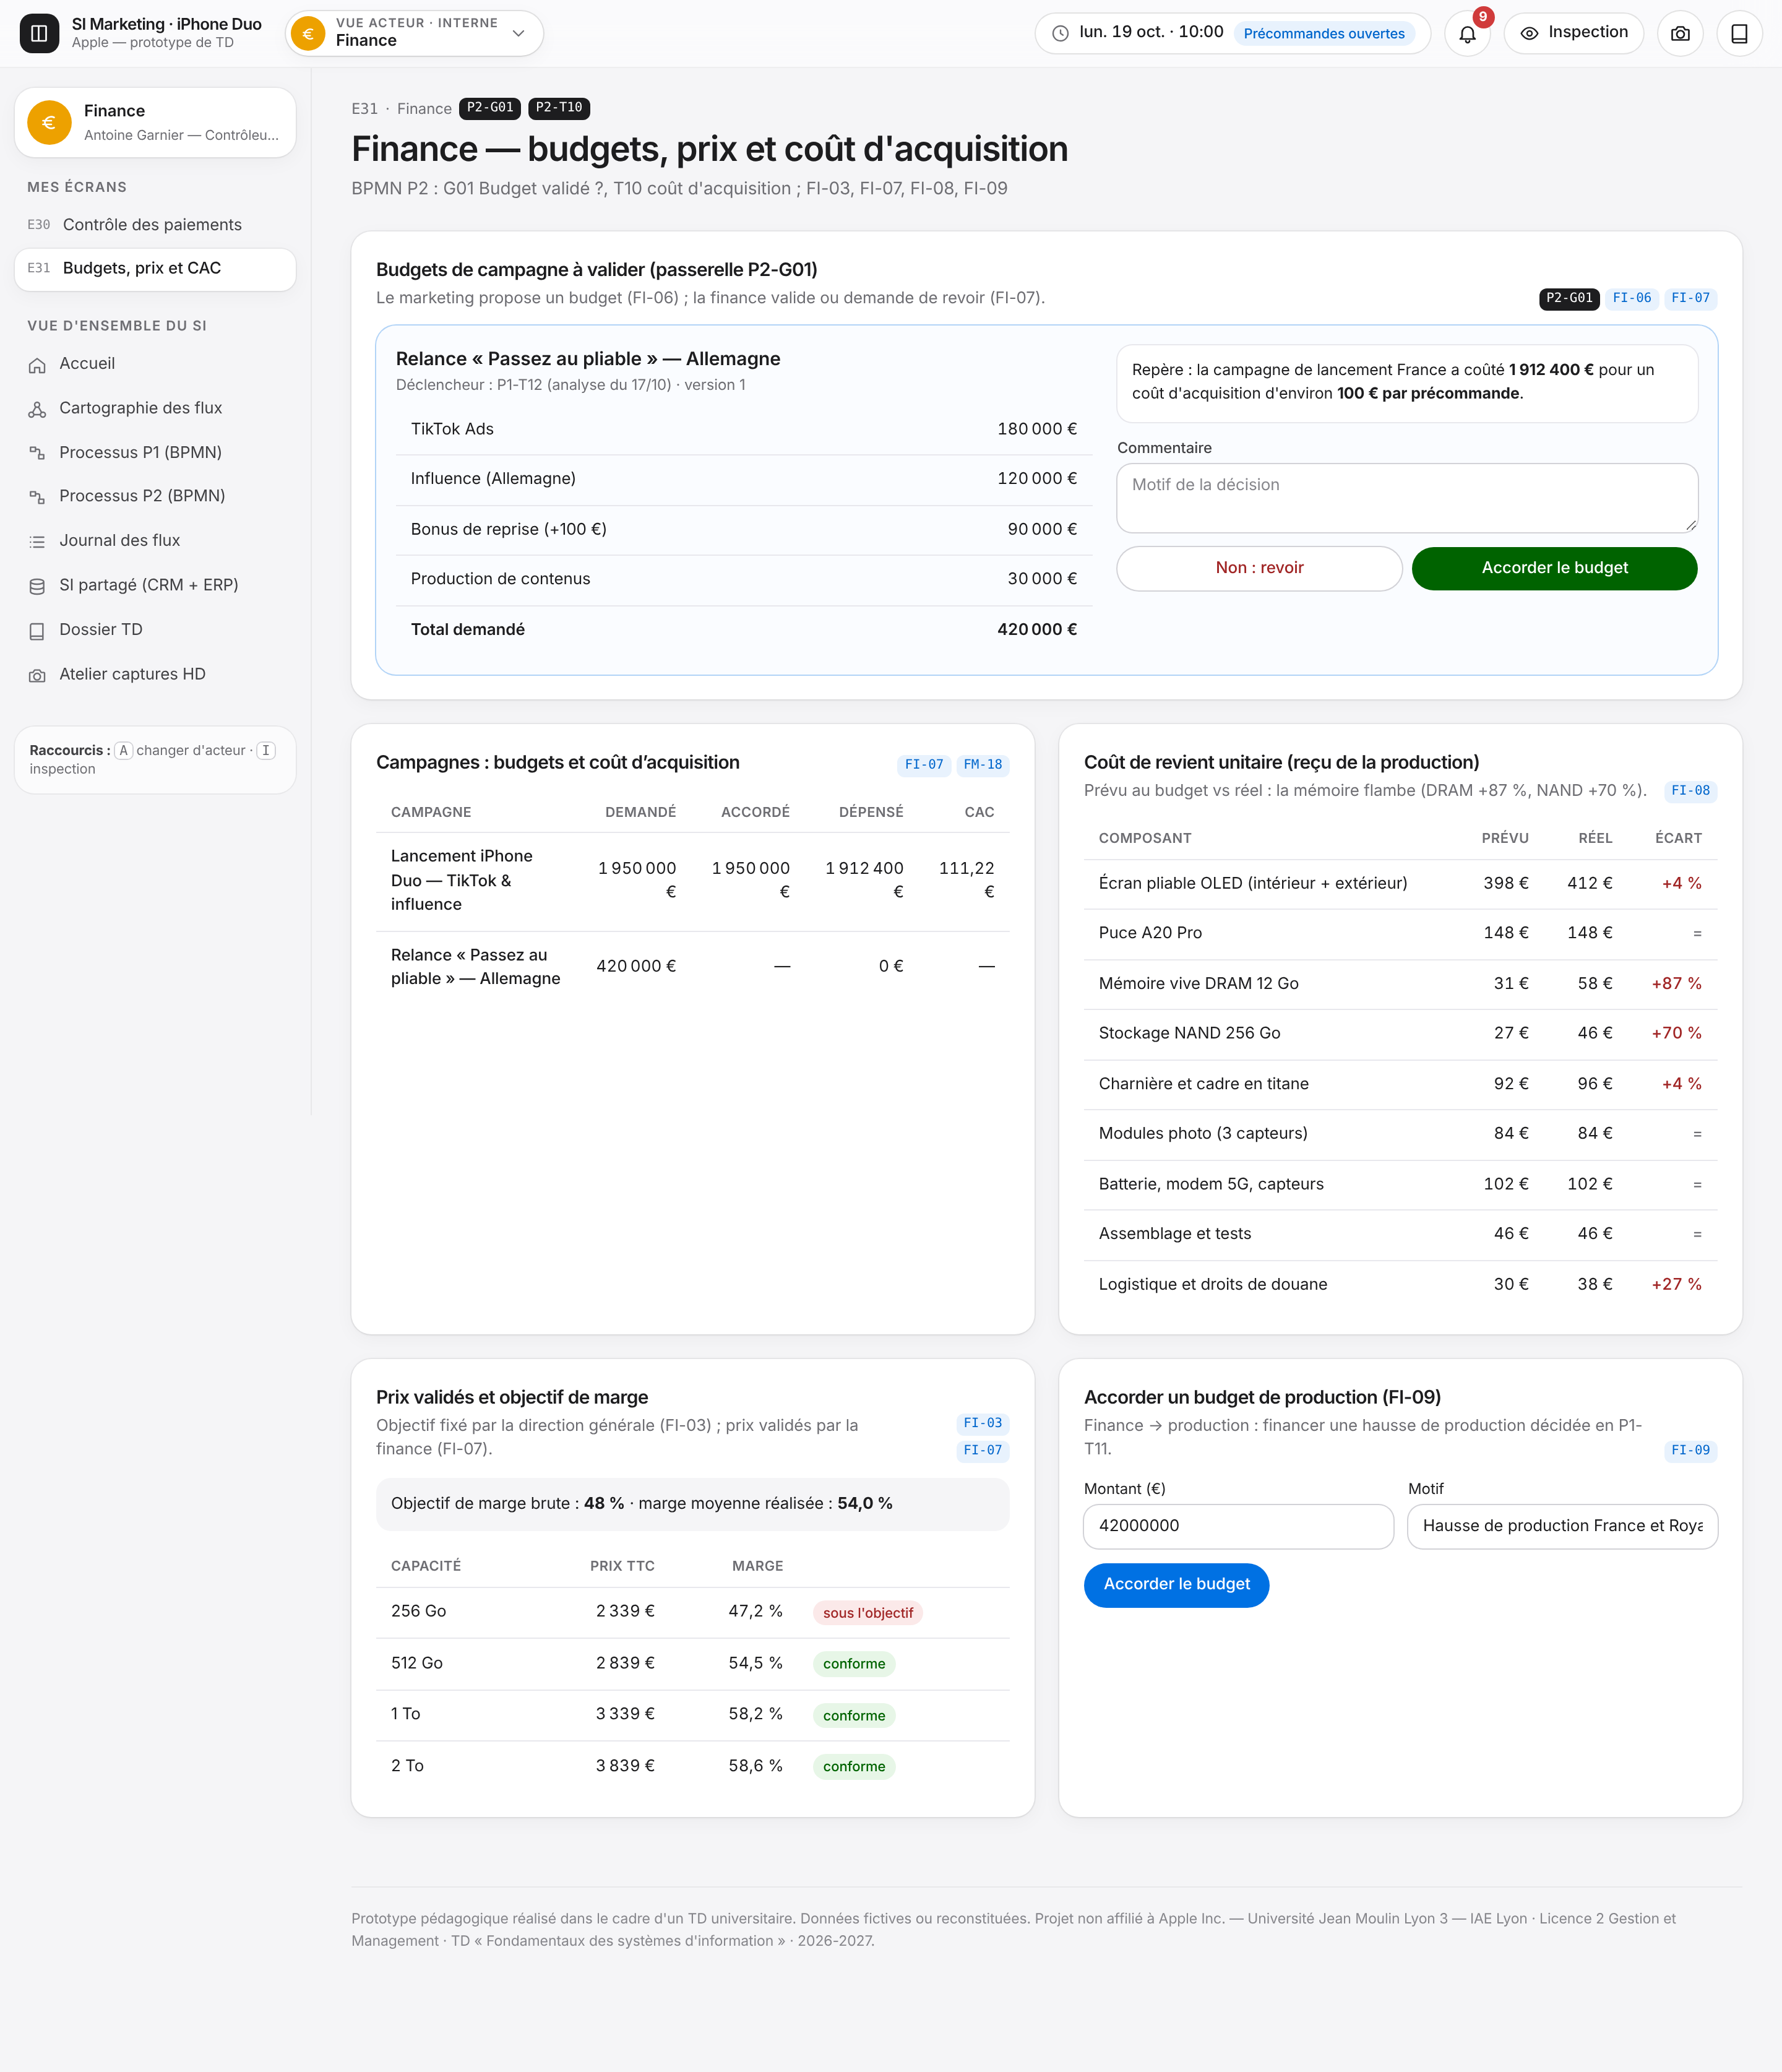 SI Marketing · iPhone Duo
Apple — prototype de TD
€
VUE ACTEUR · INTERNE
Finance
lun. 19 oct. · 10:00
Précommandes ouvertes
9
Inspection
€
Finance
Antoine Garnier — Contrôleu...
MES ÉCRANS
E30 Contrôle des paiements
E31 Budgets, prix et CAC
VUE D'ENSEMBLE DU SI
Accueil
Cartographie des flux
Processus P1 (BPMN)
Processus P2 (BPMN)
Journal des flux
SI partagé (CRM + ERP)
Dossier TD
Atelier captures HD
Raccourcis : A changer d'acteur · I
inspection
E31 · Finance P2-G01 P2-T10
Finance — budgets, prix et coût d'acquisition
BPMN P2 : G01 Budget validé ?, T10 coût d'acquisition ; FI-03, FI-07, FI-08, FI-09
Budgets de campagne à valider (passerelle P2-G01)
Le marketing propose un budget (FI-06) ; la finance valide ou demande de revoir (FI-07).
P2-G01 FI-06 FI-07
Relance « Passez au pliable » — Allemagne
Déclencheur : P1-T12 (analyse du 17/10) · version 1
TikTok Ads 180 000 €
Influence (Allemagne) 120 000 €
Bonus de reprise (+100 €) 90 000 €
Production de contenus 30 000 €
Total demandé 420 000 €
Repère : la campagne de lancement France a coûté 1 912 400 € pour un
coût d'acquisition d'environ 100 € par précommande.
Commentaire
Motif de la décision
Non : revoir
Accorder le budget
Campagnes : budgets et coût d’acquisition
FI-07 FM-18
CAMPAGNE DEMANDÉ ACCORDÉ DÉPENSÉ CAC
Lancement iPhone
Duo — TikTok &
influence
1 950 000
€
1 950 000
€
1 912 400
€
111,22
€
Relance « Passez au
pliable » — Allemagne
420 000 € — 0 € —
Coût de revient unitaire (reçu de la production)
Prévu au budget vs réel : la mémoire flambe (DRAM +87 %, NAND +70 %).
FI-08
COMPOSANT PRÉVU RÉEL ÉCART
Écran pliable OLED (intérieur + extérieur) 398 € 412 € +4 %
Puce A20 Pro 148 € 148 € =
Mémoire vive DRAM 12 Go 31 € 58 € +87 %
Stockage NAND 256 Go 27 € 46 € +70 %
Charnière et cadre en titane 92 € 96 € +4 %
Modules photo (3 capteurs) 84 € 84 € =
Batterie, modem 5G, capteurs 102 € 102 € =
Assemblage et tests 46 € 46 € =
Logistique et droits de douane 30 € 38 € +27 %
Prix validés et objectif de marge
Objectif fixé par la direction générale (FI-03) ; prix validés par la
finance (FI-07).
FI-03
FI-07
Objectif de marge brute : 48 % · marge moyenne réalisée : 54,0 %
CAPACITÉ PRIX TTC MARGE
256 Go 2 339 € 47,2 % sous l'objectif
512 Go 2 839 € 54,5 % conforme
1 To 3 339 € 58,2 % conforme
2 To 3 839 € 58,6 % conforme
Accorder un budget de production (FI-09)
Finance → production : financer une hausse de production décidée en P1-
T11.
FI-09
Montant (€)
42000000
Motif
Hausse de production France et Roya
Accorder le budget
Prototype pédagogique réalisé dans le cadre d'un TD universitaire. Données fictives ou reconstituées. Projet non affilié à Apple Inc. — Université Jean Moulin Lyon 3 — IAE Lyon · Licence 2 Gestion et
Management · TD « Fondamentaux des systèmes d'information » · 2026-2027.